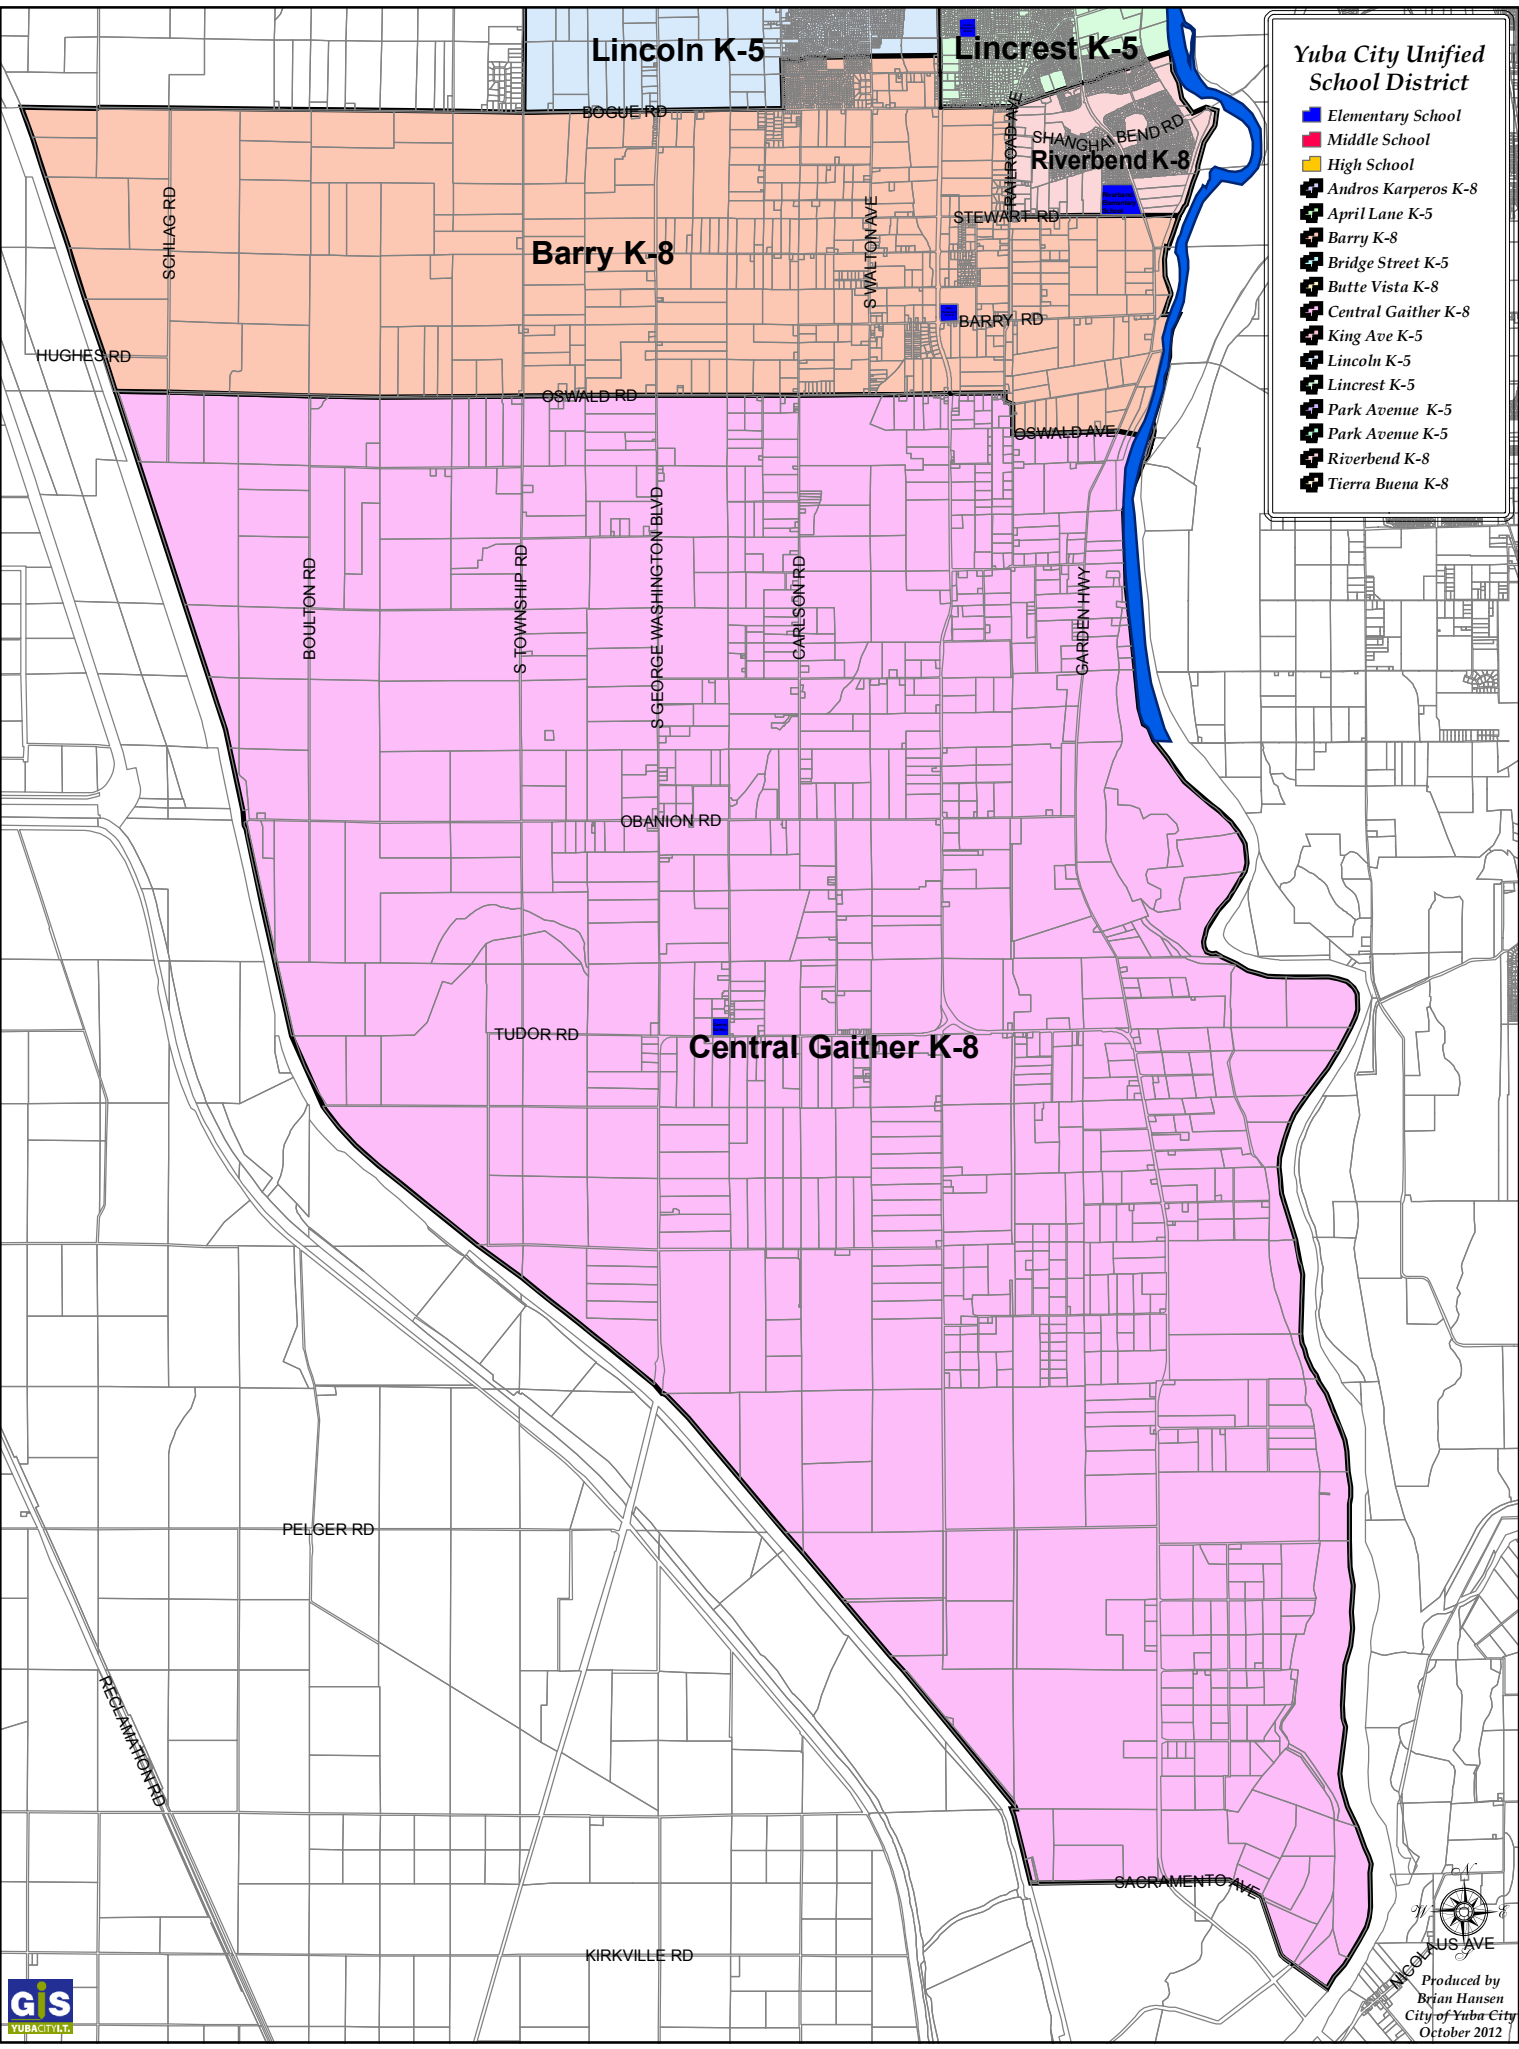 Lincoln K-5
Lincrest K-5
Yuba City Unified
School District
Elementary School
Middle School
High School
Andros Karperos K-8
April Lane K-5
Barry K-8
Bridge Street K-5
Butte Vista K-8
Central Gaither K-8
King Ave K-5
Lincoln K-5
Lincrest K-5
Park Avenue K-5
Park Avenue K-5
Riverbend K-8
Tierra Buena K-8
BOGUE RD
RAILROAD AVE
SHANGHAI BEND RD
Riverbend K-8
SCHLAG RD
S WALTON AVE
STEWART RD
Barry K-8
BARRY RD
HUGHES RD
OSWALD RD
OSWALD AVE
BOULTON RD
S TOWNSHIP RD
S GEORGE WASHINGTON BLVD
CARLSON RD
GARDEN HWY
OBANION RD
TUDOR RD
Central Gaither K-8
PELGER RD
RECLAMATION RD
SACRAMENTO AVE
KIRKVILLE RD
N
W
E
S
NICOLAUS AVE
Produced by
Brian Hansen
City of Yuba City
October 2012
GIS
YUBACITYI.T.